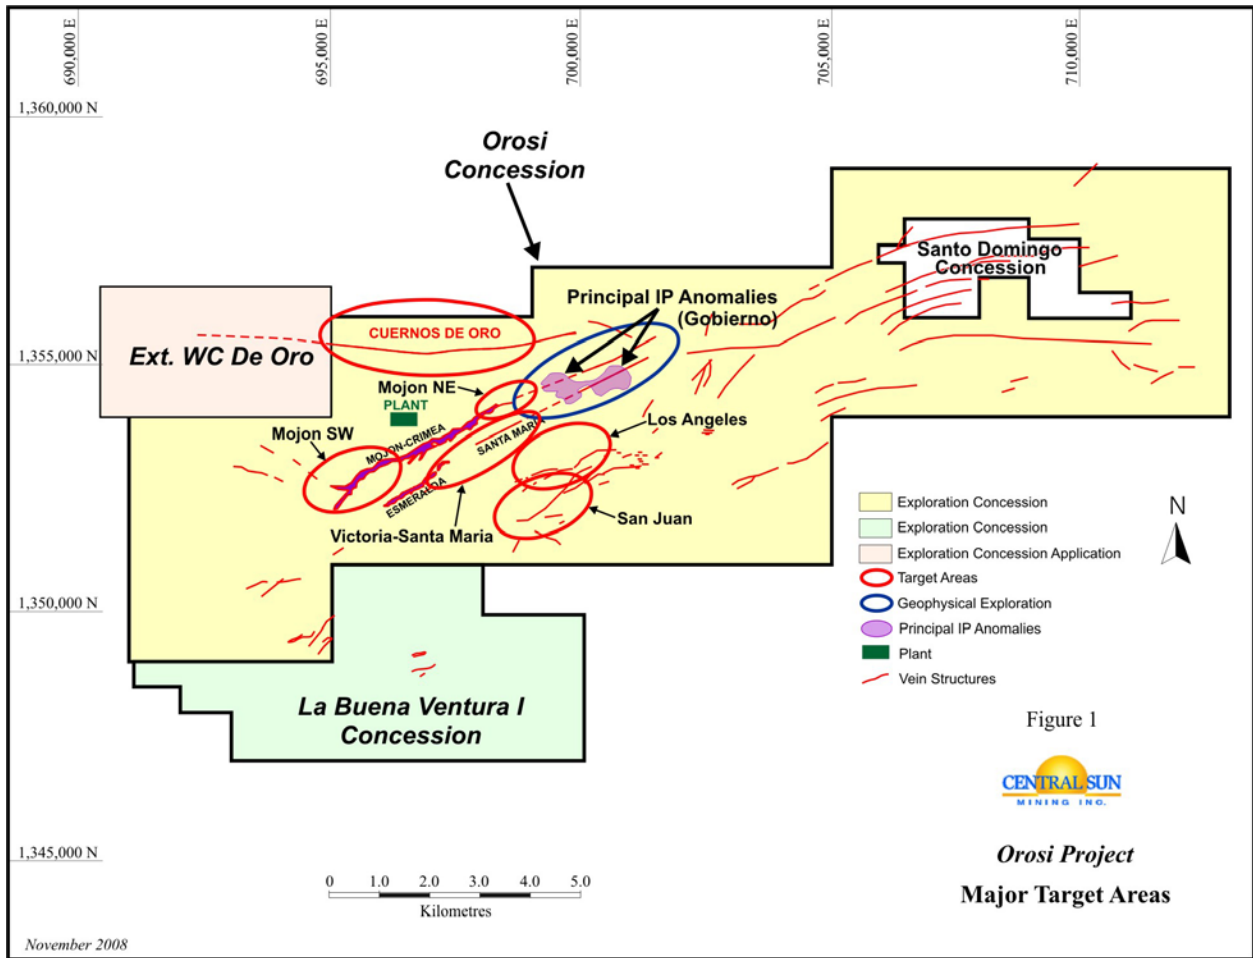 690,000 E
695,000 E
700,000 E
705,000 E
710,000 E
1,360,000 N
Orosi
Concession
Santo Domingo
Concession
Principal IP Anomalies
(Gobierno)
CUERNOS DE ORO
Ext. WC De Oro
1,355,000 N
Mojon NE
PLANT
Los Angeles
Mojon SW
MOJON-CRIMEA
SANTA MARIA
ESMERALDA
San Juan
Victoria-Santa Maria
Exploration Concession
Exploration Concession
Exploration Concession Application
Target Areas
Geophysical Exploration
Principal IP Anomalies
Plant
Vein Structures
N
1,350,000 N
La Buena Ventura I
Concession
Figure 1
CENTRAL SUN
MINING INC.
1,345,000 N
Orosi Project
Major Target Areas
0 1.0 2.0 3.0 4.0 5.0
Kilometres
November 2008